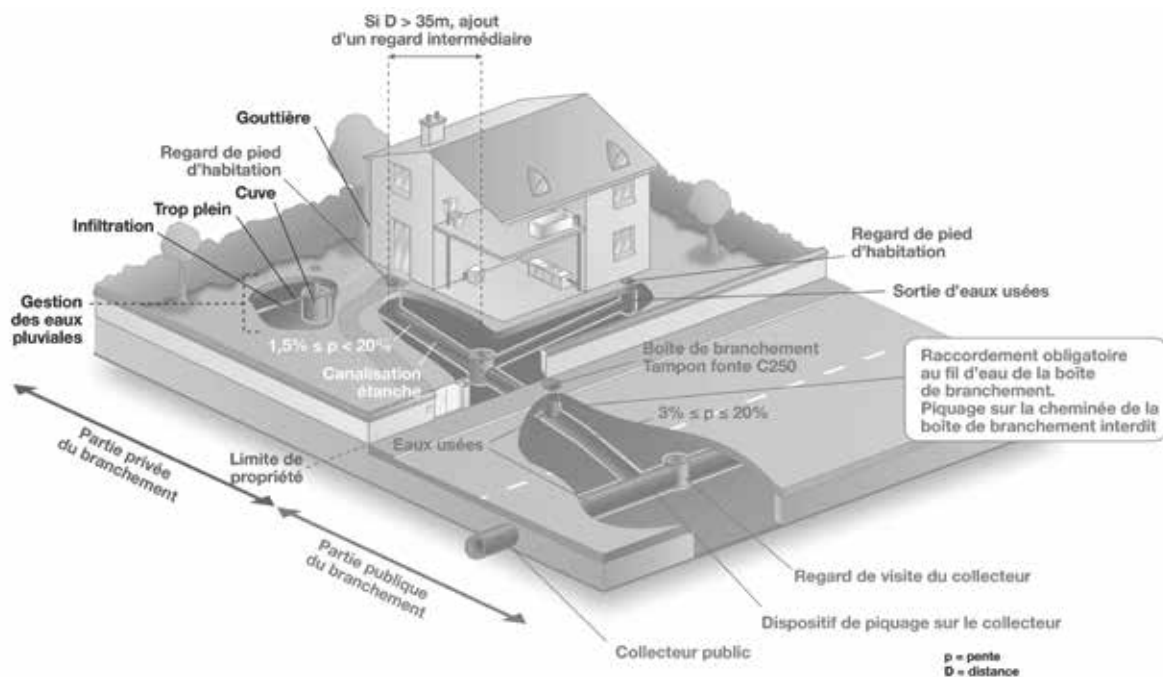 Si D > 35m, ajout
d'un regard intermédiaire
Gouttière
Regard de pied
d'habitation
Cuve
Trop plein
Infiltration
Regard de pied
d'habitation
Sortie d'eaux usées
Gestion
des eaux
pluviales
1,5% ≤ p < 20%
Canalisation
étanche
Boîte de branchement
Tampon fonte C250
Raccordement obligatoire
au fil d'eau de la boîte
de branchement.
Piquage sur la cheminée de la
boîte de branchement interdit
3% ≤ p ≤ 20%
Eaux usées
Limite de
propriété
Partie privée
du branchement
Partie publique
du branchement
Regard de visite du collecteur
Dispositif de piquage sur le collecteur
Collecteur public
p = pente
D = distance